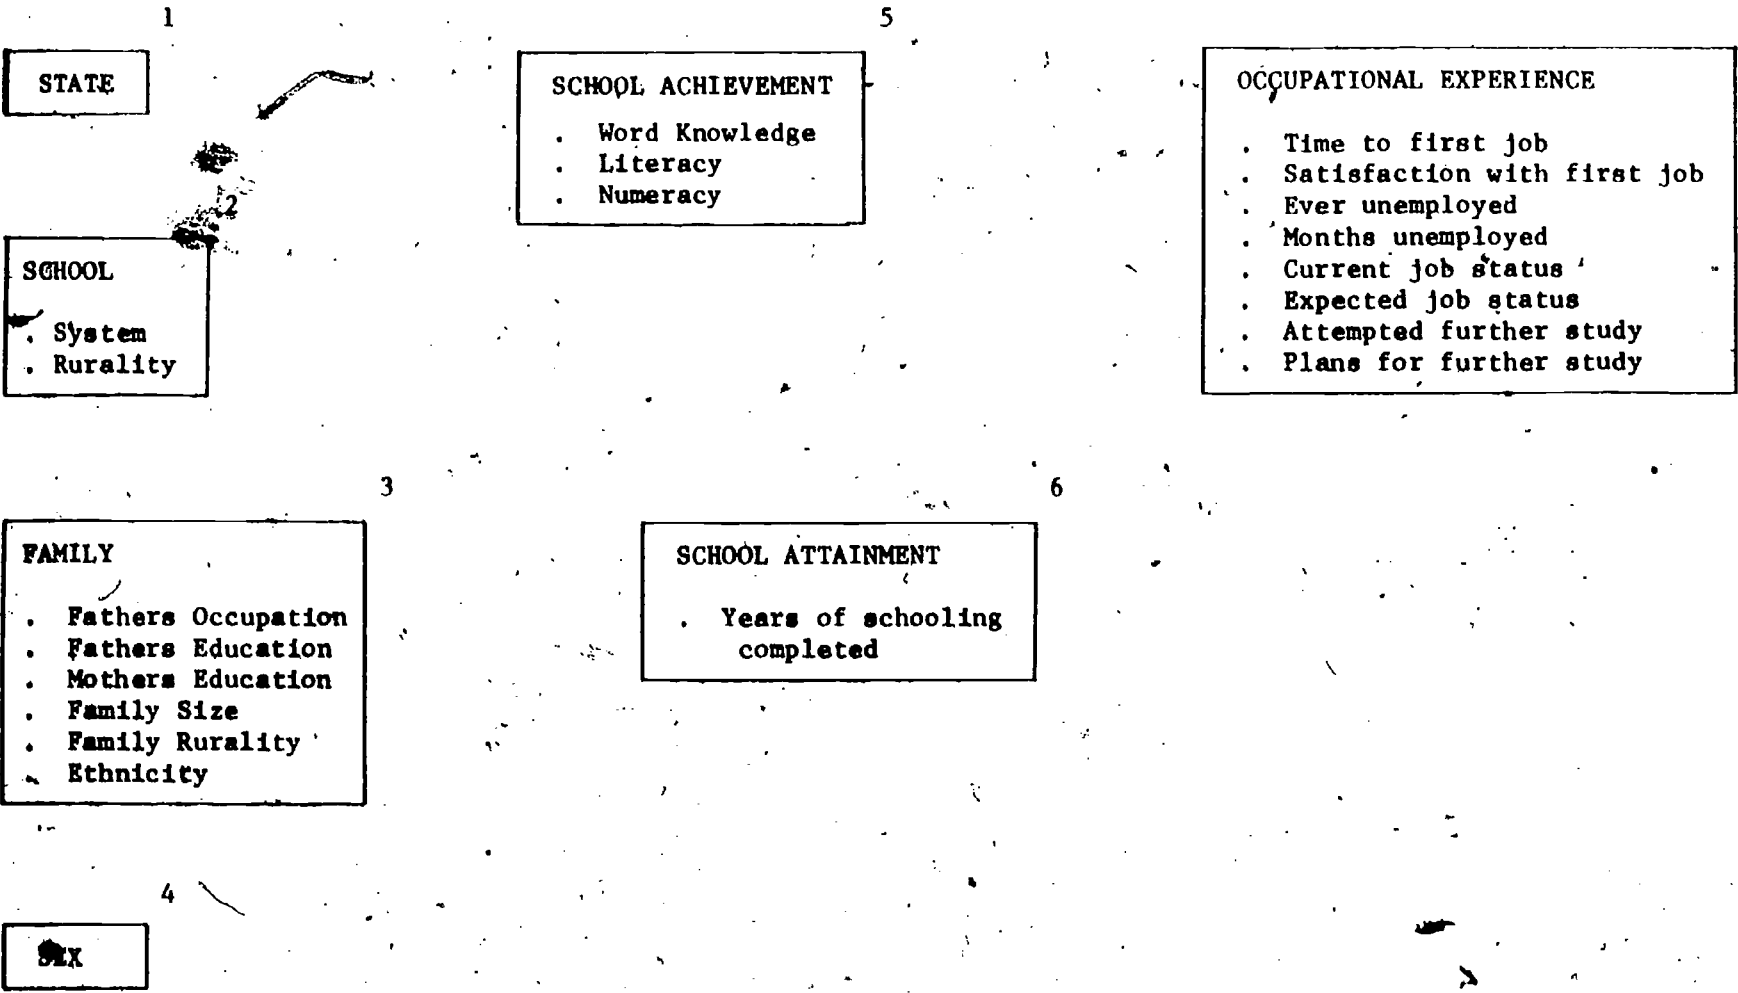 1
STATE
2
SCHOOL
. System
. Rurality
3
FAMILY
. Fathers Occupation
. Fathers Education
. Mothers Education
. Family Size
. Family Rurality
. Ethnicity
4
SEX
5
SCHOOL ACHIEVEMENT
. Word Knowledge
. Literacy
. Numeracy
6
SCHOOL ATTAINMENT
. Years of schooling
completed
OCCUPATIONAL EXPERIENCE
. Time to first job
. Satisfaction with first job
. Ever unemployed
. Months unemployed
. Current job status
. Expected job status
. Attempted further study
. Plans for further study